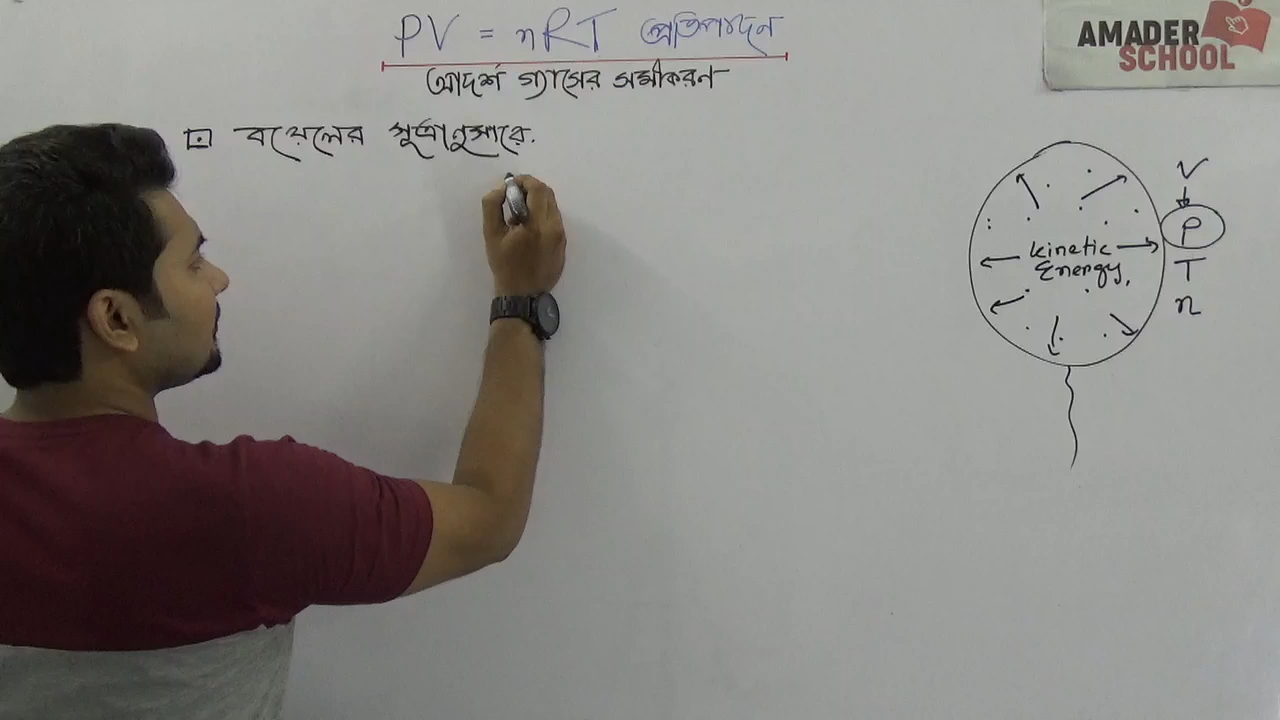 PV = nRT প্রতিপাদন
আদর্শ গ্যাসের সমীকরণ
বয়েলের সূত্রানুসারে.
AMADER
SCHOOL
V
P
T
n
kinetic
Energy,